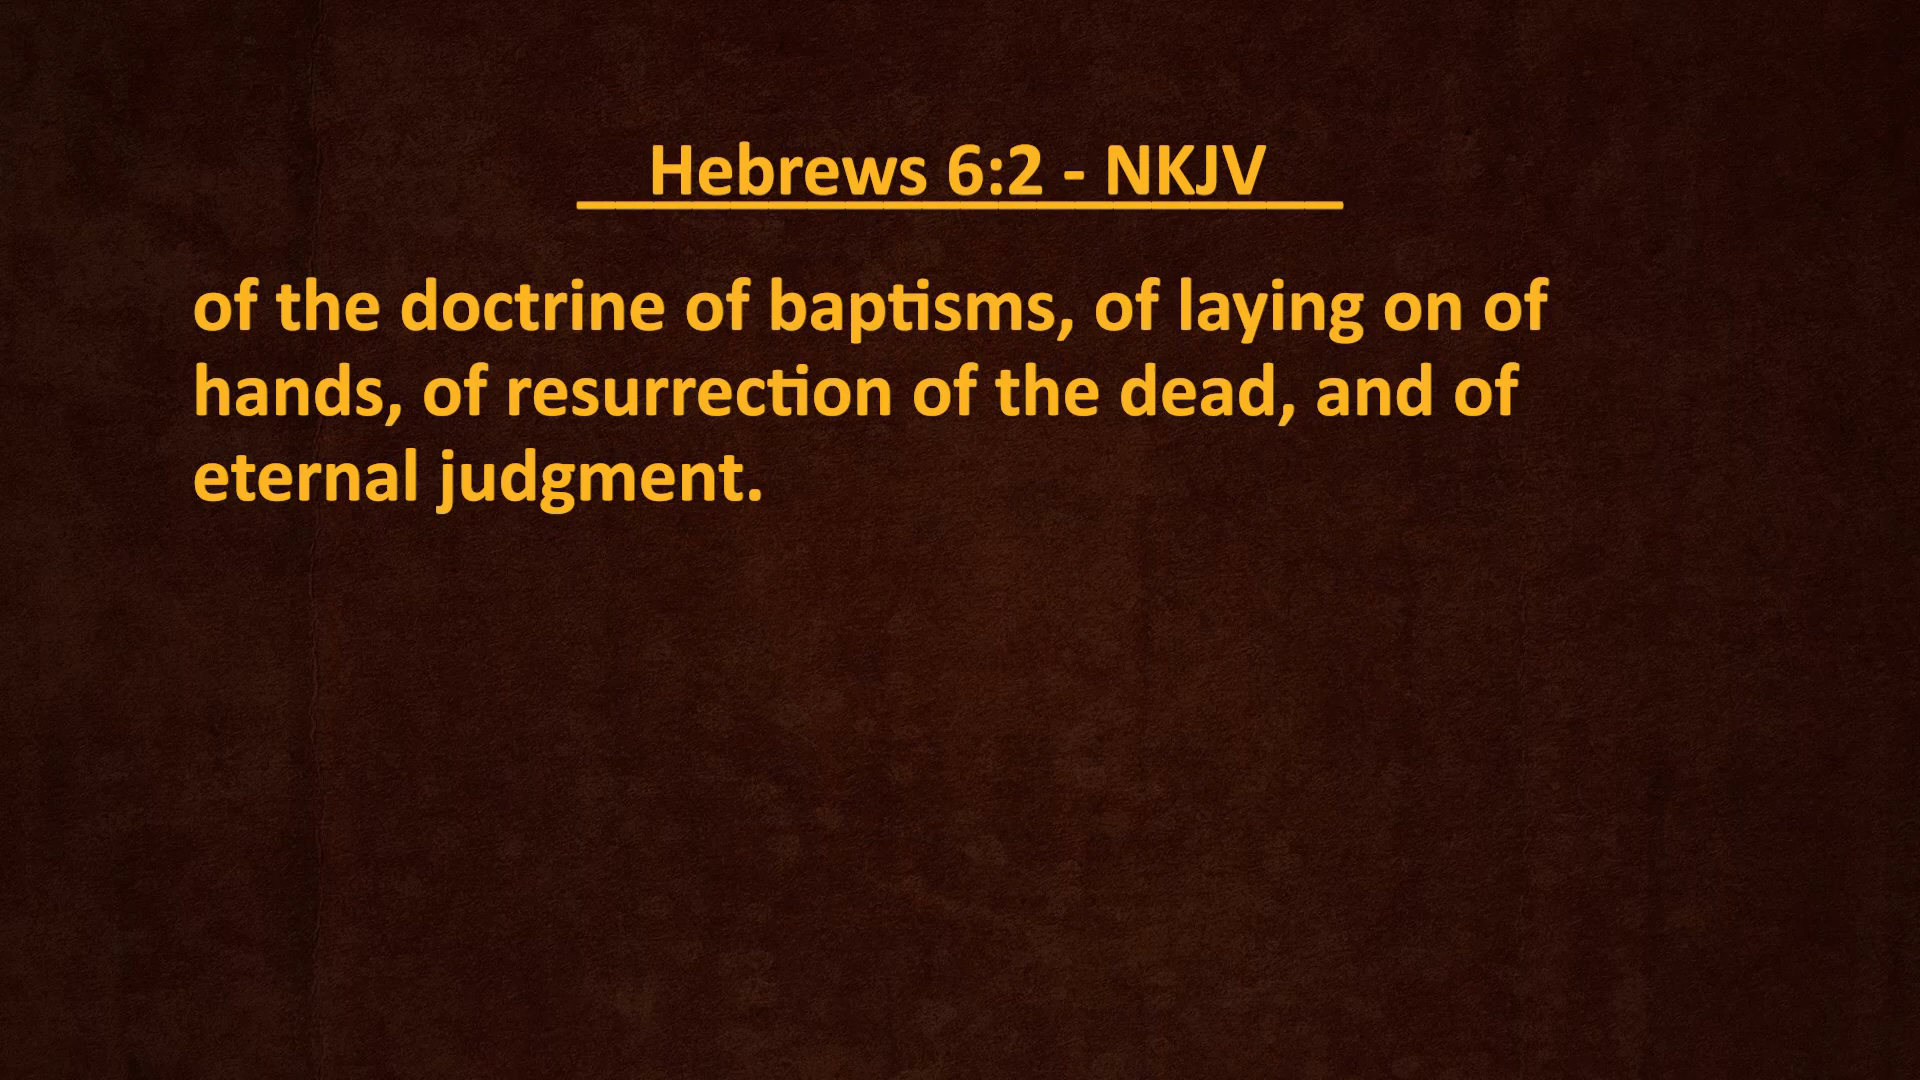 Hebrews 6:2 - NKJV
of the doctrine of baptisms, of laying on of
hands, of resurrection of the dead, and of
eternal judgment.